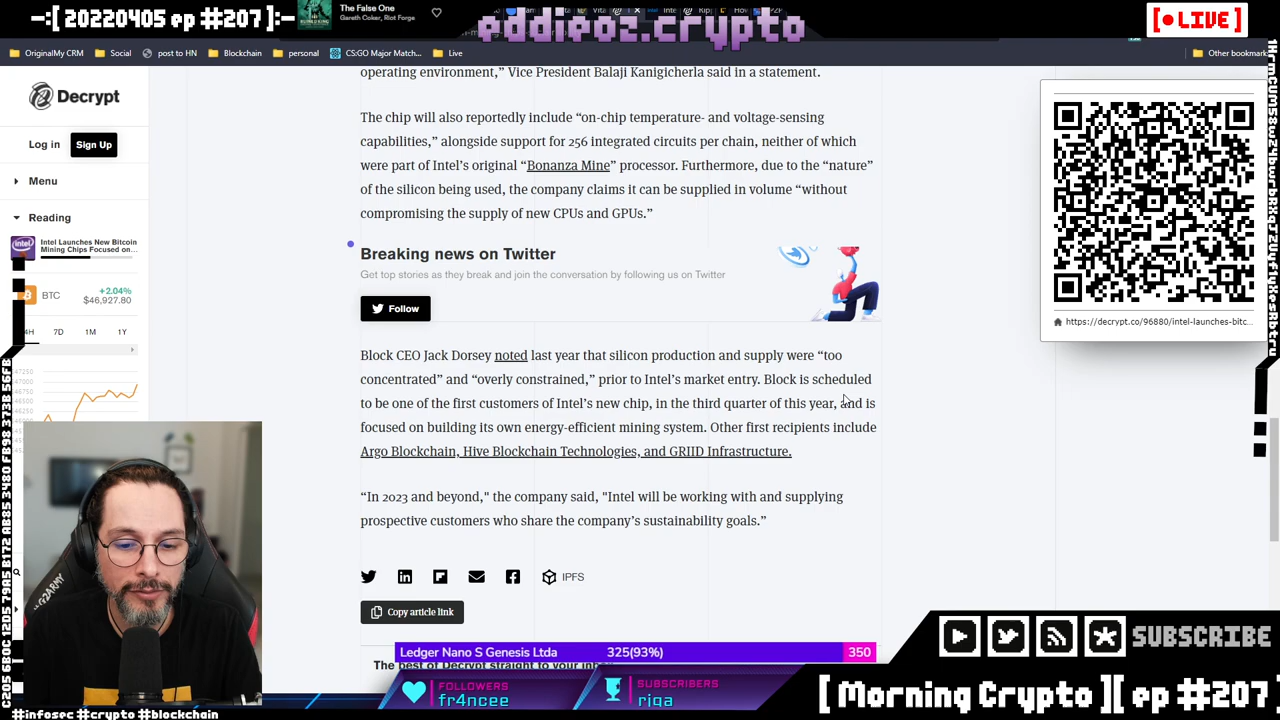 -:[ 20220405 ep #207]:-
The False One
Gareth Coker, Riot Forge
eddieoz.crypto
[●LIVE]
OriginalMy CRM
Social
post to HN
Blockchain
personal
CS:GO Major Match...
Live
Other bookmark
Decrypt
Log in
Sign Up
Menu
Reading
Intel Launches New Bitcoin
Mining Chips Focused on...
BTC
+2.04%
$46,927.80
4H
7D
1M
1Y
operating environment,” Vice President Balaji Kanigicherla said in a statement.
The chip will also reportedly include “on-chip temperature- and voltage-sensing
capabilities,” alongside support for 256 integrated circuits per chain, neither of which
were part of Intel’s original “Bonanza Mine” processor. Furthermore, due to the “nature”
of the silicon being used, the company claims it can be supplied in volume “without
compromising the supply of new CPUs and GPUs.”
Breaking news on Twitter
Get top stories as they break and join the conversation by following us on Twitter
Follow
Block CEO Jack Dorsey noted last year that silicon production and supply were “too
concentrated” and “overly constrained,” prior to Intel’s market entry. Block is scheduled
to be one of the first customers of Intel’s new chip, in the third quarter of this year, and is
focused on building its own energy-efficient mining system. Other first recipients include
Argo Blockchain, Hive Blockchain Technologies, and GRIID Infrastructure.
“In 2023 and beyond," the company said, "Intel will be working with and supplying
prospective customers who share the company’s sustainability goals.”
IPFS
Copy article link
The best of Decrypt straight to your
https://decrypt.co/96880/intel-launches-bitc...
Ledger Nano S Genesis Ltda
325(93%)
350
FOLLOWERS
fr4ncee
SUBSCRIBERS
riga
SUBSCRIBE
[ Morning Crypto ][ ep #207]
#infosec #crypto #blockchain